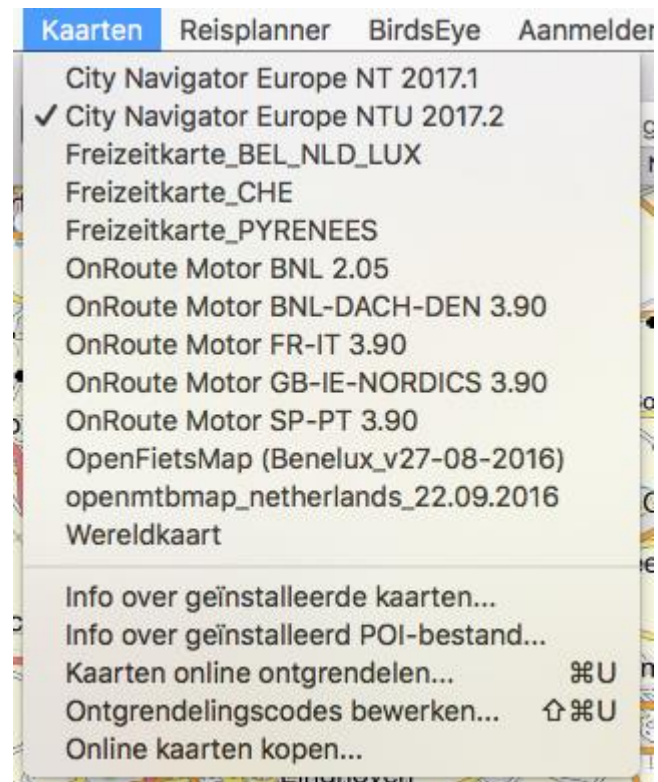 Kaarten Reisplanner BirdsEye Aanmelden
City Navigator Europe NT 2017.1
✓ City Navigator Europe NTU 2017.2
Freizeitkarte_BEL_NLD_LUX
Freizeitkarte_CHE
Freizeitkarte_PYRENEES
OnRoute Motor BNL 2.05
OnRoute Motor BNL-DACH-DEN 3.90
OnRoute Motor FR-IT 3.90
OnRoute Motor GB-IE-NORDICS 3.90
OnRoute Motor SP-PT 3.90
OpenFietsMap (Benelux_v27-08-2016)
openmtbmap_netherlands_22.09.2016
Wereldkaart
Info over geïnstalleerde kaarten...
Info over geïnstalleerd POI-bestand...
Kaarten online ontgrendelen... ⌘U
Ontgrendelingscodes bewerken... ⇧⌘U
Online kaarten kopen...